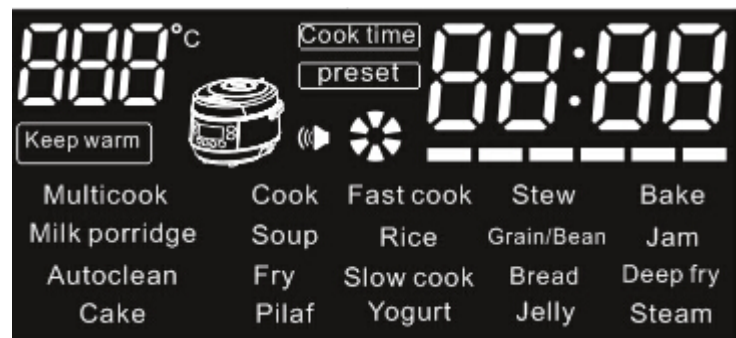 888°C Cook time 88:88
preset
Keep warm
Multicook Cook Fast cook Stew Bake
Milk porridge Soup Rice Grain/Bean Jam
Autoclean Fry Slow cook Bread Deep fry
Cake Pilaf Yogurt Jelly Steam